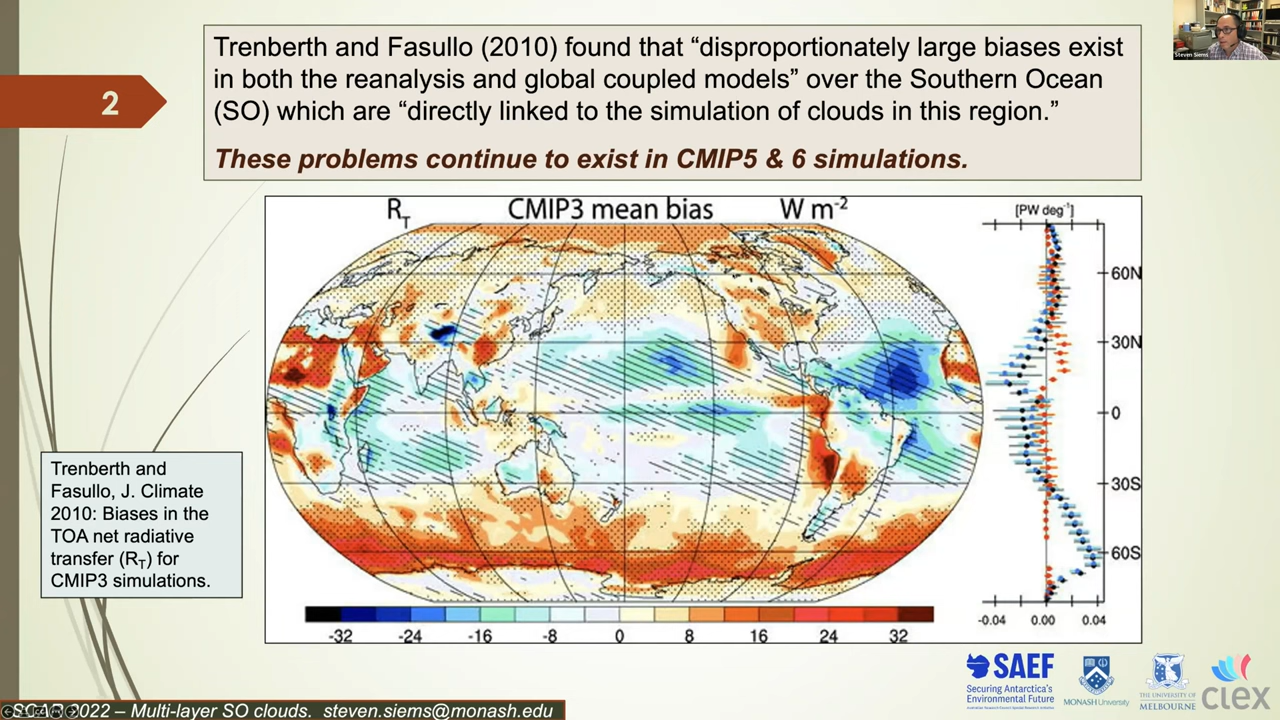 Trenberth and Fasullo (2010) found that “disproportionately large biases exist
in both the reanalysis and global coupled models” over the Southern Ocean
(SO) which are “directly linked to the simulation of clouds in this region.”
These problems continue to exist in CMIP5 & 6 simulations.
Steven Siems
2
RT CMIP3 mean bias W m-2
[PW deg-1]
60N
30N
0
30S
60S
-0.04 0.00 0.04
-32 -24 -16 -8 0 8 16 24 32
Trenberth and
Fasullo, J. Climate
2010: Biases in the
TOA net radiative
transfer (RT) for
CMIP3 simulations.
SAEF
Securing Antarctica's
Environmental Future
MONASH University
THE UNIVERSITY OF
MELBOURNE
clex
2022 – Multi-layer SO clds.